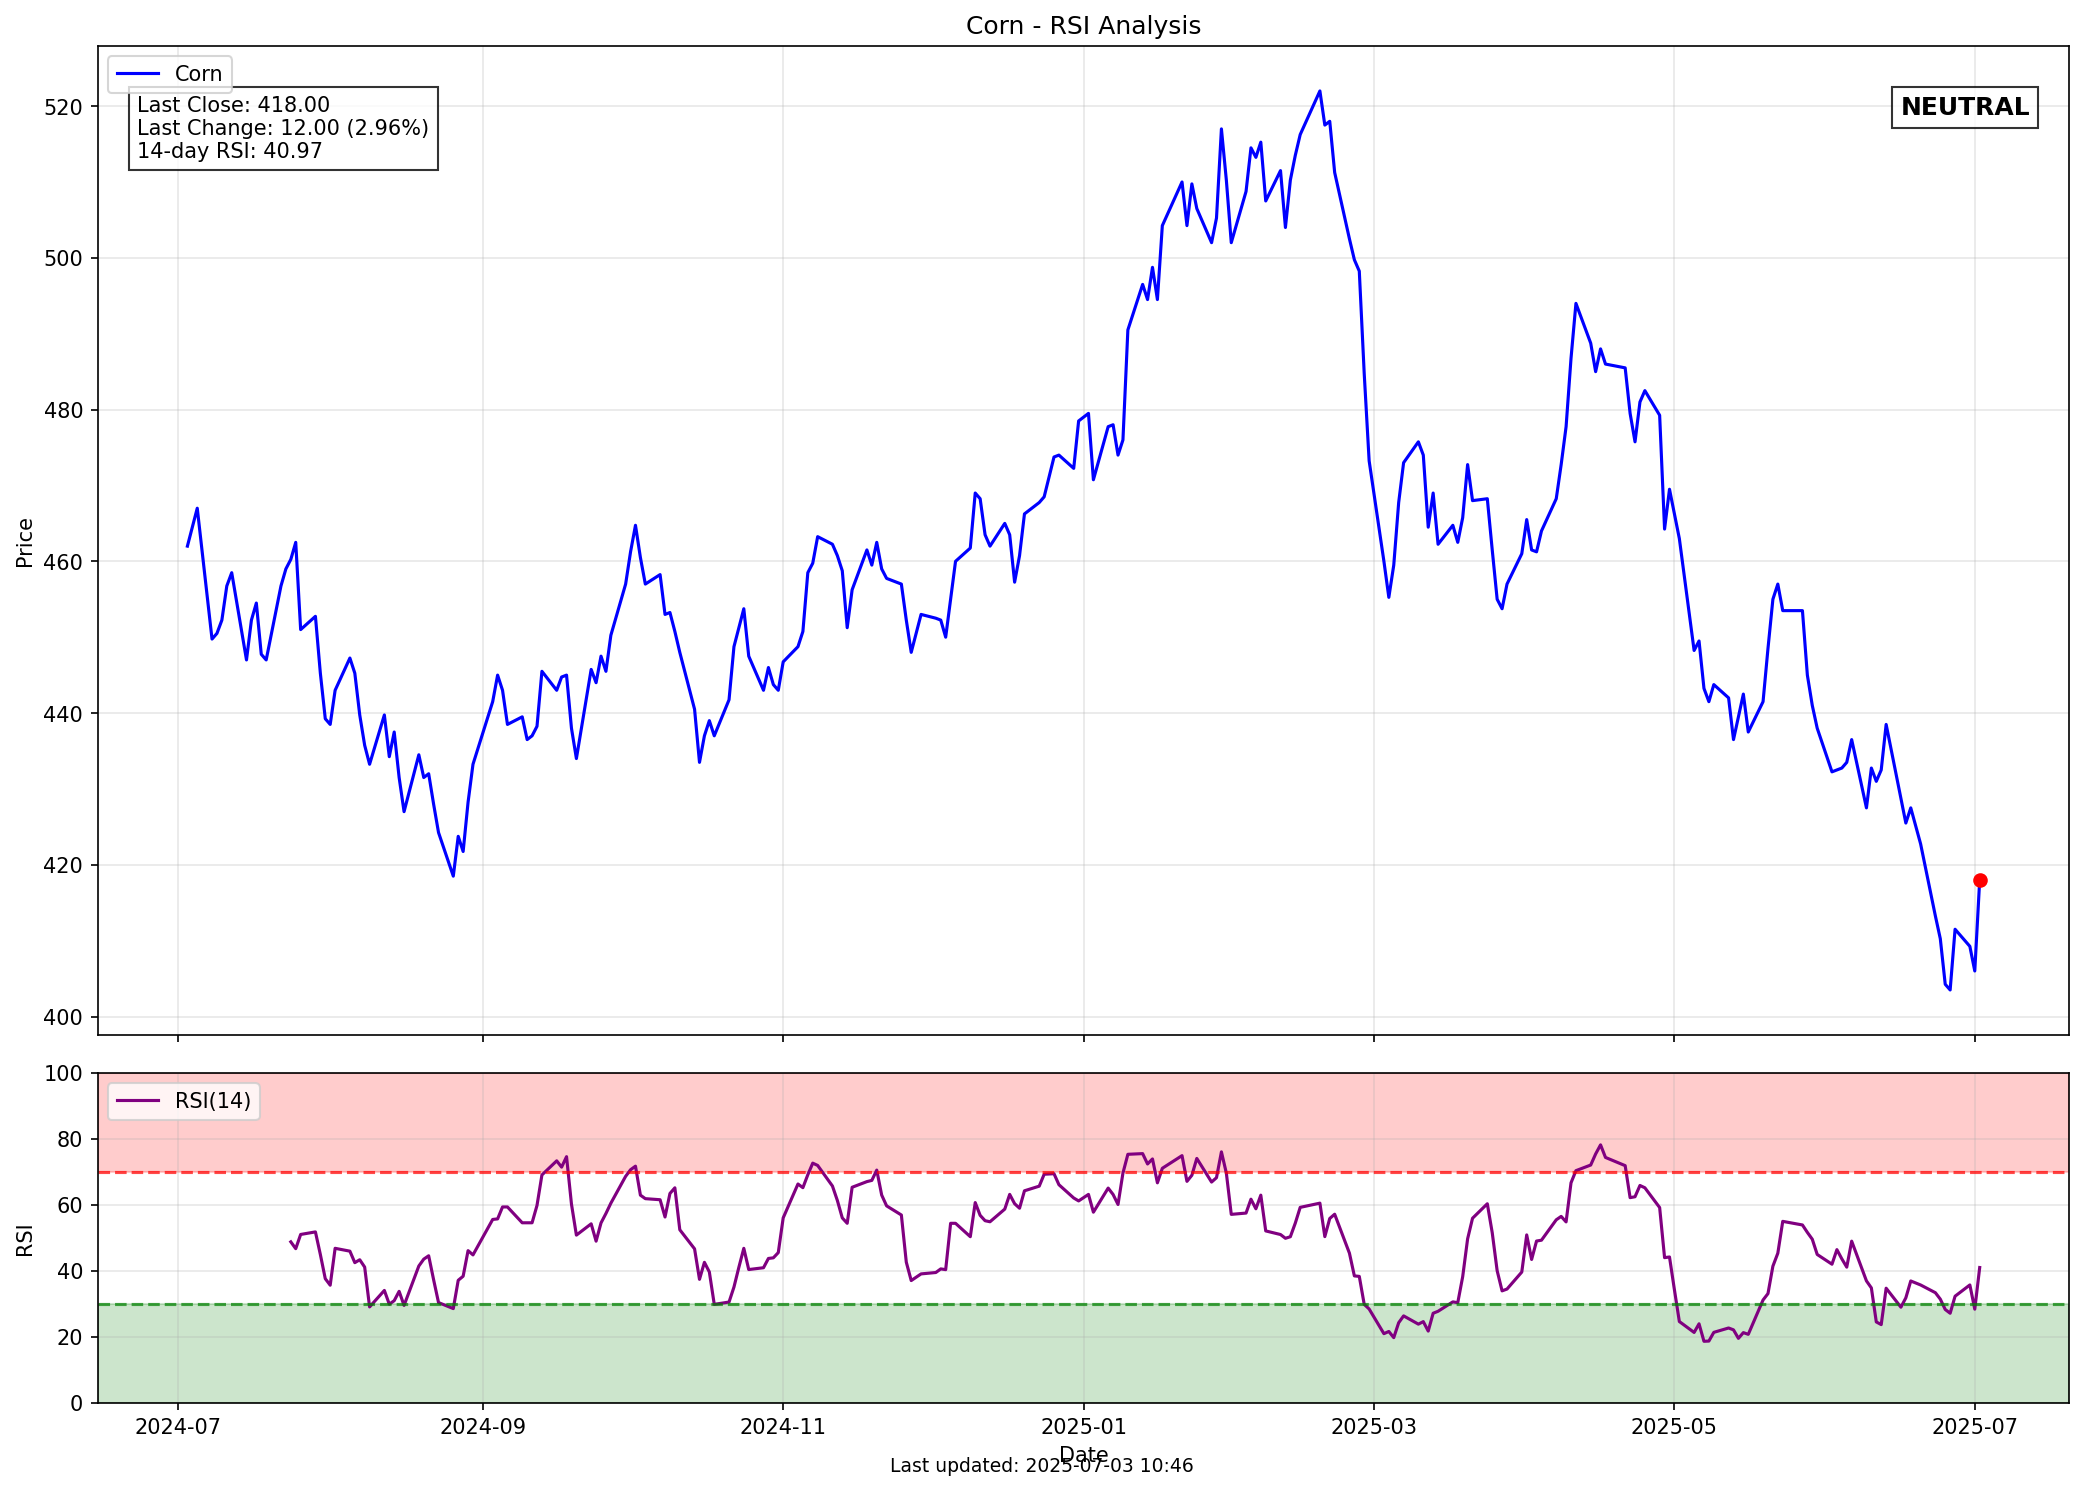 Corn - RSI Analysis
Corn
Last Close: 418.00
Last Change: 12.00 (2.96%)
14-day RSI: 40.97
NEUTRAL
Price
520
500
480
460
440
420
400
RSI(14)
RSI
100
80
60
40
20
0
2024-07 2024-09 2024-11 2025-01 2025-03 2025-05 2025-07
Date
Last updated: 2025-07-03 10:46